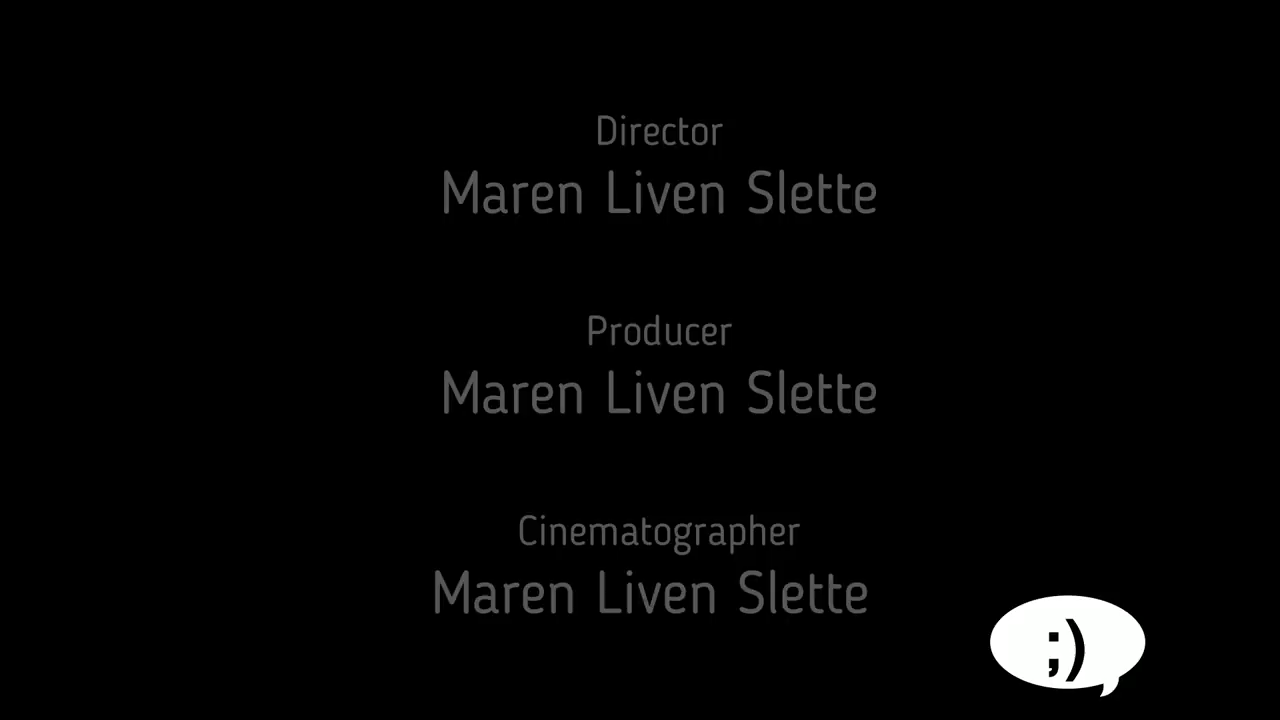 Director
Maren Liven Slette
Producer
Maren Liven Slette
Cinematographer
Maren Liven Slette
;)